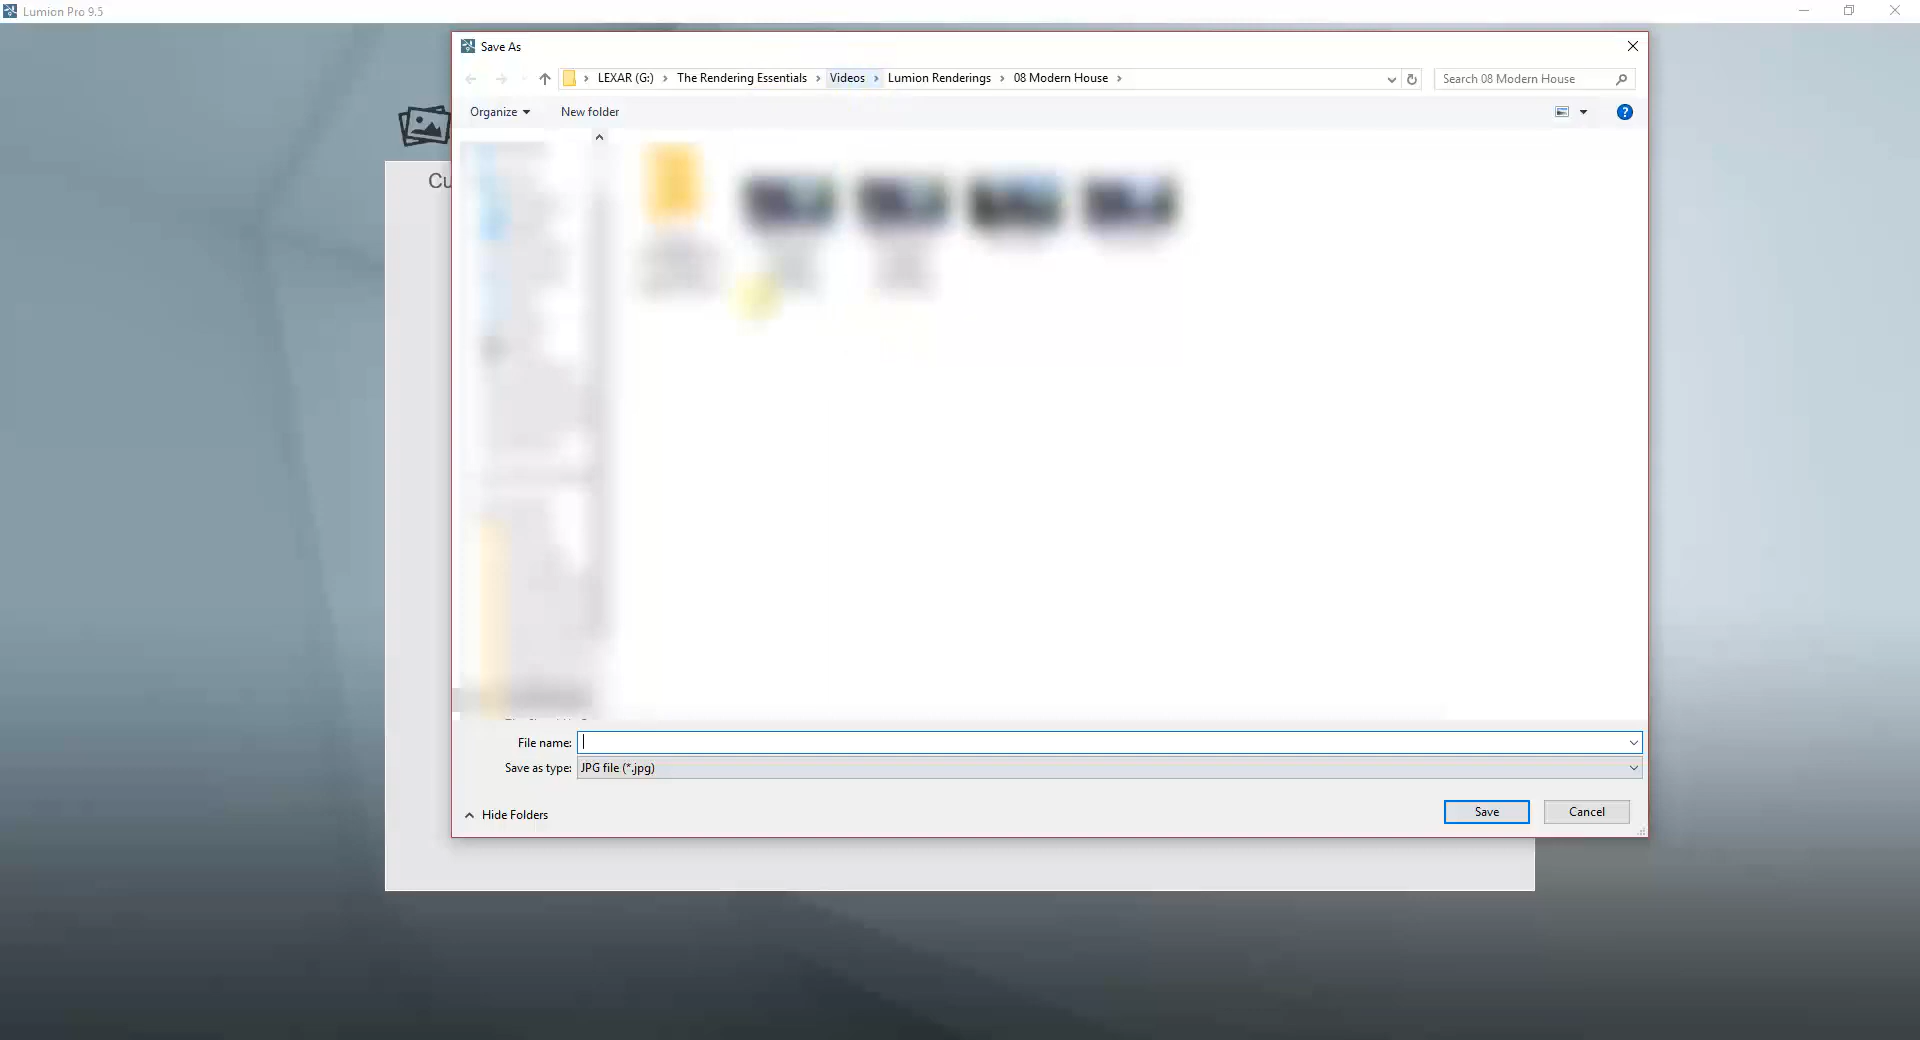 Lumion Pro 9.5
Save As
LEXAR (G:) > The Rendering Essentials > Videos > Lumion Renderings > 08 Modern House >
Search 08 Modern House
Organize
New folder
Cu
File name:
Save as type: JPG file (*.jpg)
Hide Folders
Save
Cancel